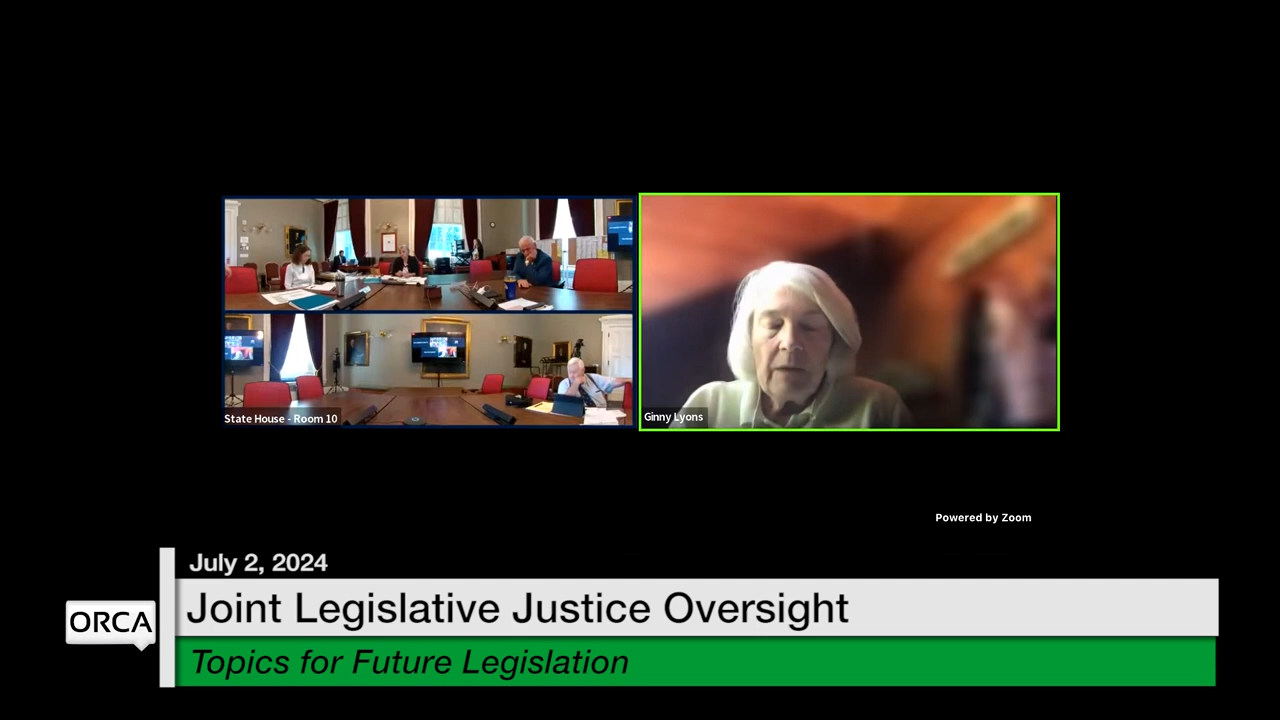 State House - Room 10
Ginny Lyons
Powered by Zoom
July 2, 2024
Joint Legislative Justice Oversight
ORCA
Topics for Future Legislation